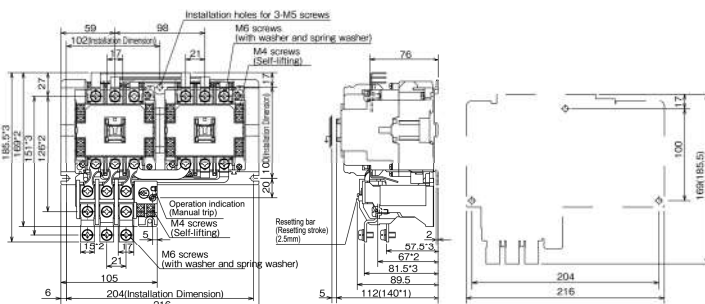 Installation holes for 3-M5 screws
59
98
M6 screws
(with washer and spring washer)
102(Installation Dimension)
17
21
M4 screws
(Self-lifting)
76
27
17
17
185.5*3
169*2
151*3
126*2
100(Installation Dimension)
100
169(185.5)
20
Operation indication
(Manual trip)
M4 screws
(Self-lifting)
Resetting bar
(Resetting stroke)
(2.5mm)
5
2
15*2
17
57.5*3
21
M6 screws
(with washer and spring washer)
67*2
81.5*3
105
89.5
204
6
204(Installation Dimension)
5
112(140*1)
216
216